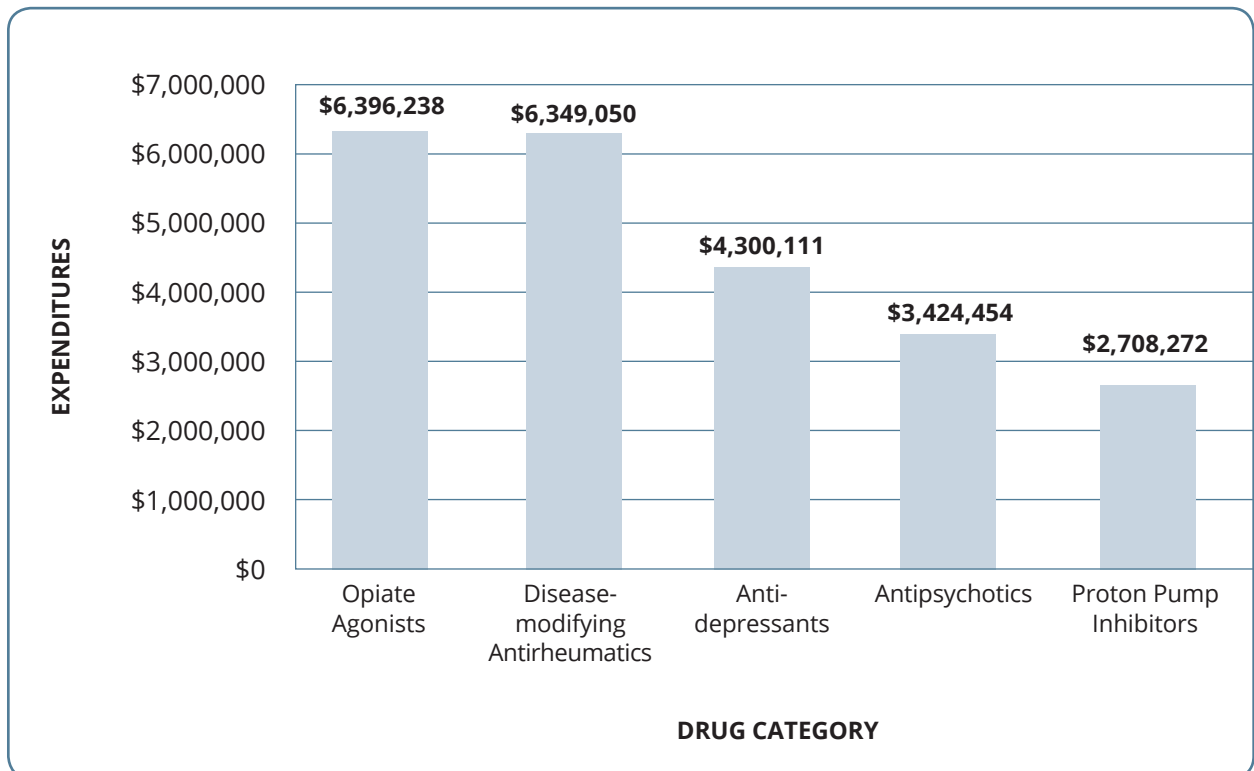 $7,000,000
$6,000,000
$5,000,000
$4,000,000
$3,000,000
$2,000,000
$1,000,000
$0
EXPENDITURES
$6,396,238
$6,349,050
$4,300,111
$3,424,454
$2,708,272
Opiate
Agonists
Disease-
modifying
Antirheumatics
Anti-
depressants
Antipsychotics
Proton Pump
Inhibitors
DRUG CATEGORY